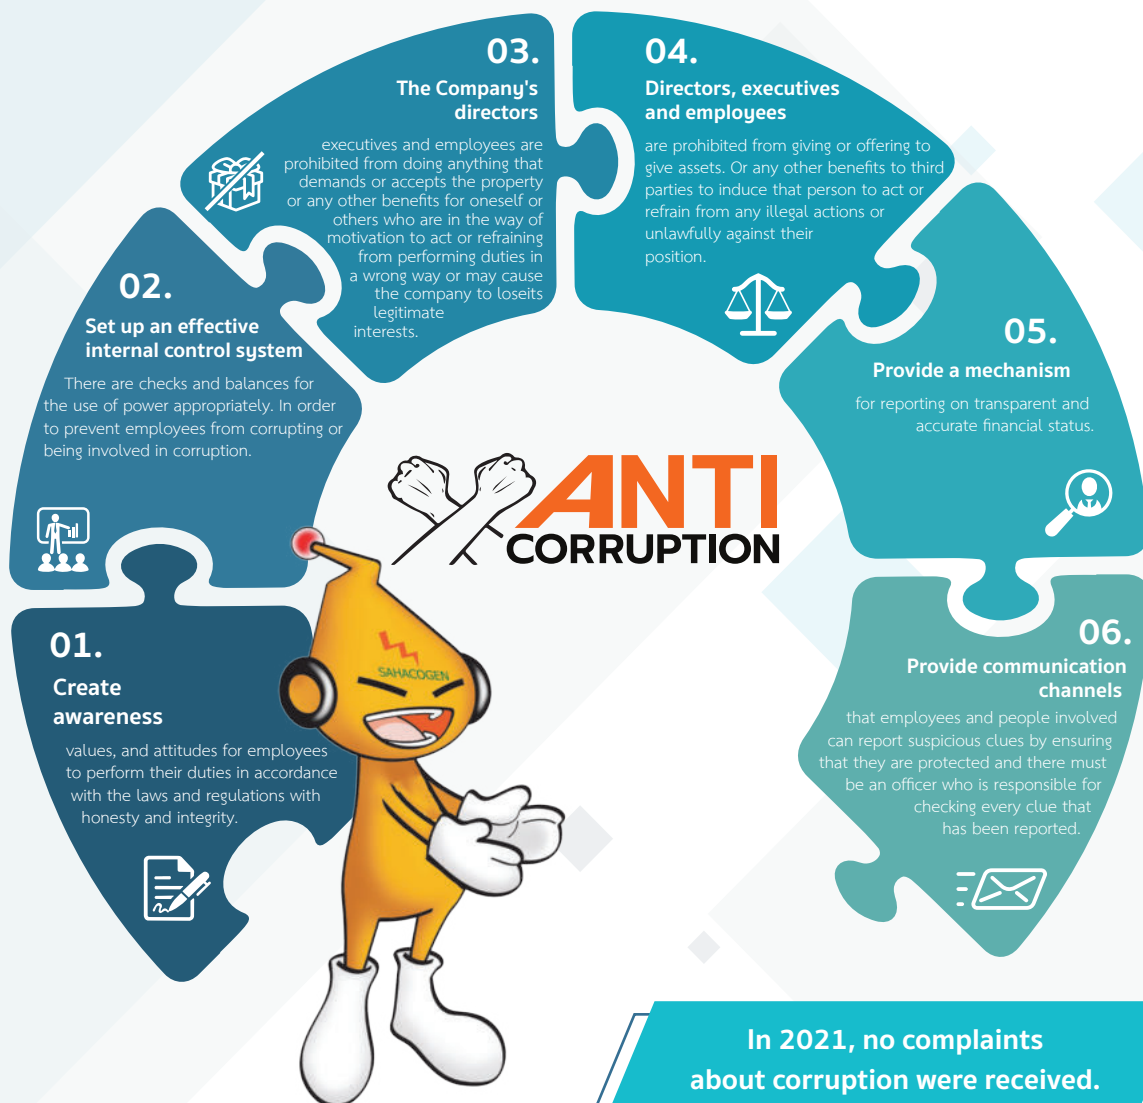 01.
Create
awareness
values, and attitudes for employees
to perform their duties in accordance
with the laws and regulations with
honesty and integrity.
02.
Set up an effective
internal control system
There are checks and balances for
the use of power appropriately. In order
to prevent employees from corrupting or
being involved in corruption.
03.
The Company's
directors
executives and employees are
prohibited from doing anything that
demands or accepts the property
or any other benefits for oneself or
others who are in the way of
motivation to act or refraining
from performing duties in
a wrong way or may cause
the company to loseits
legitimate
interests.
04.
Directors, executives
and employees
are prohibited from giving or offering to
give assets. Or any other benefits to third
parties to induce that person to act or
refrain from any illegal actions or
unlawfully against their
position.
05.
Provide a mechanism
for reporting on transparent and
accurate financial status.
06.
Provide communication
channels
that employees and people involved
can report suspicious clues by ensuring
that they are protected and there must
be an officer who is responsible for
checking every clue that
has been reported.
ANTI
CORRUPTION
SAHACOGEN
In 2021, no complaints
about corruption were received.